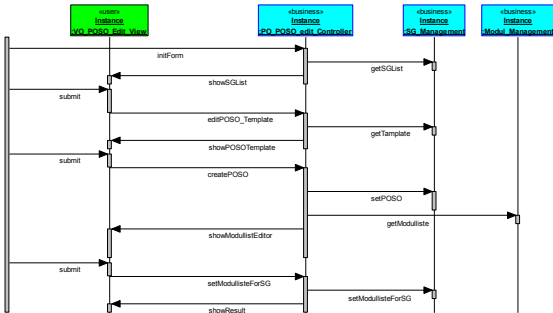 «user»
Instance
:VO_POSO_Edit_View
«business»
Instance
:PO_POSO_edit_Controller
«business»
Instance
:SG_Management
«business»
Instance
:Modul_Management
initForm
getSGList
showSGList
submit
editPOSO_Template
getTamplate
showPOSOTemplate
submit
createPOSO
setPOSO
getModulliste
showModullistEditor
submit
setModullisteForSG
setModullisteForSG
showResult